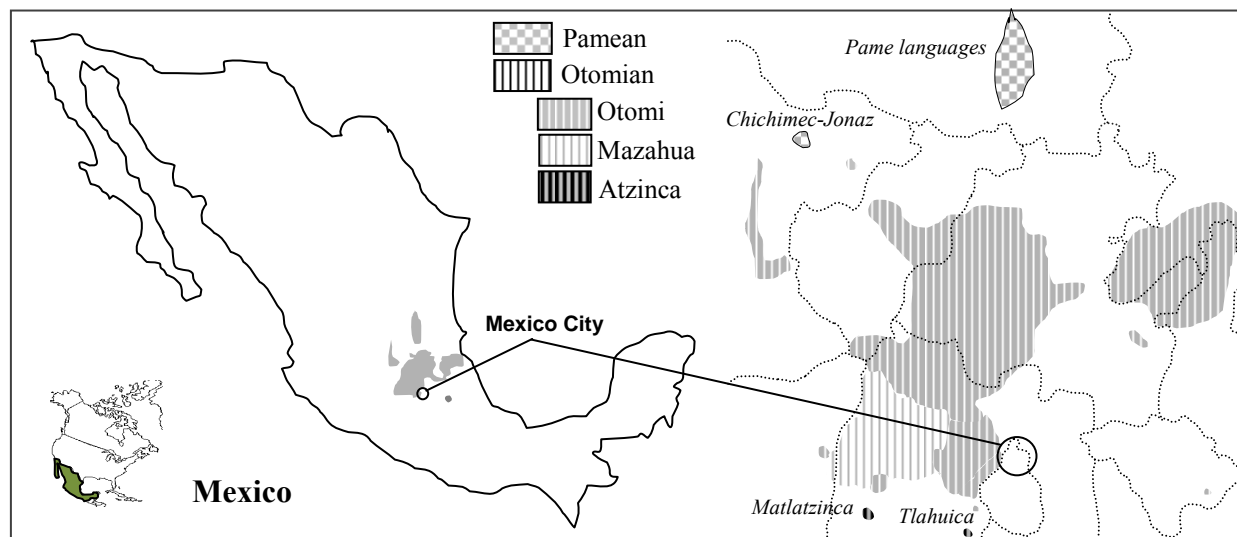 Pamean
Otomian
Otomi
Mazahua
Atzinca
Pame languages
Chichimec-Jonaz
Mexico City
Mexico
Matlatzinca
Tlahuica